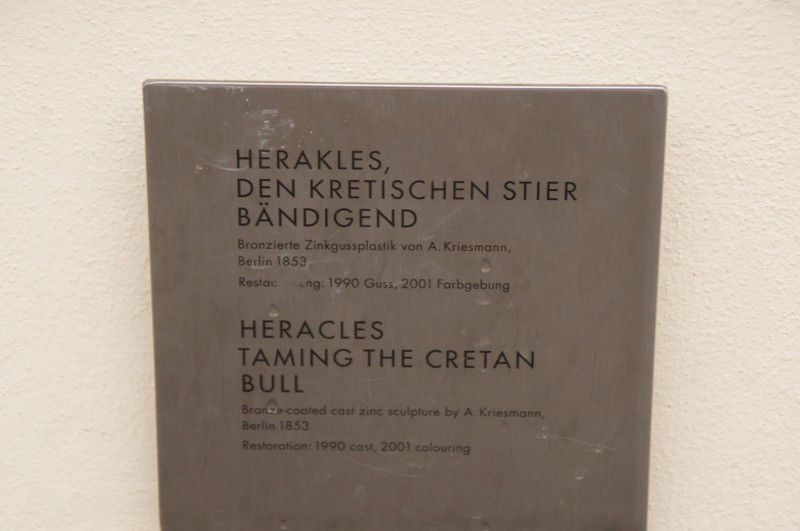 HERAKLES,
DEN KRETISCHEN STIER
BÄNDIGEND
Bronzierte Zinkgussplastik von A. Kriesmann,
Berlin 1853
1990 Guss, 2001 Farbgebung
HERACLES
TAMING THE CRETAN
BULL
Bronze-coated cast zinc sculpture by A. Kriesmann,
Berlin 1853
Restoration: 1990 cast, 2001 colouring